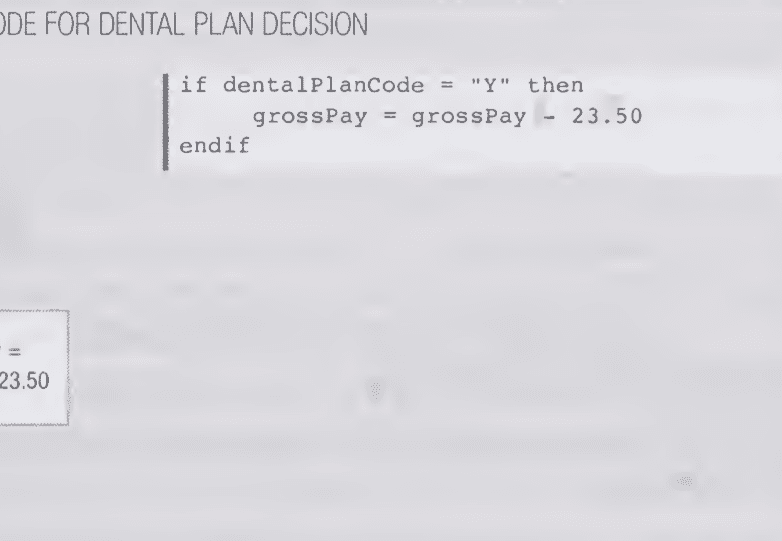 ODE FOR DENTAL PLAN DECISION
if dentalPlanCode = "Y" then
grossPay = grossPay - 23.50
endif
=
23.50